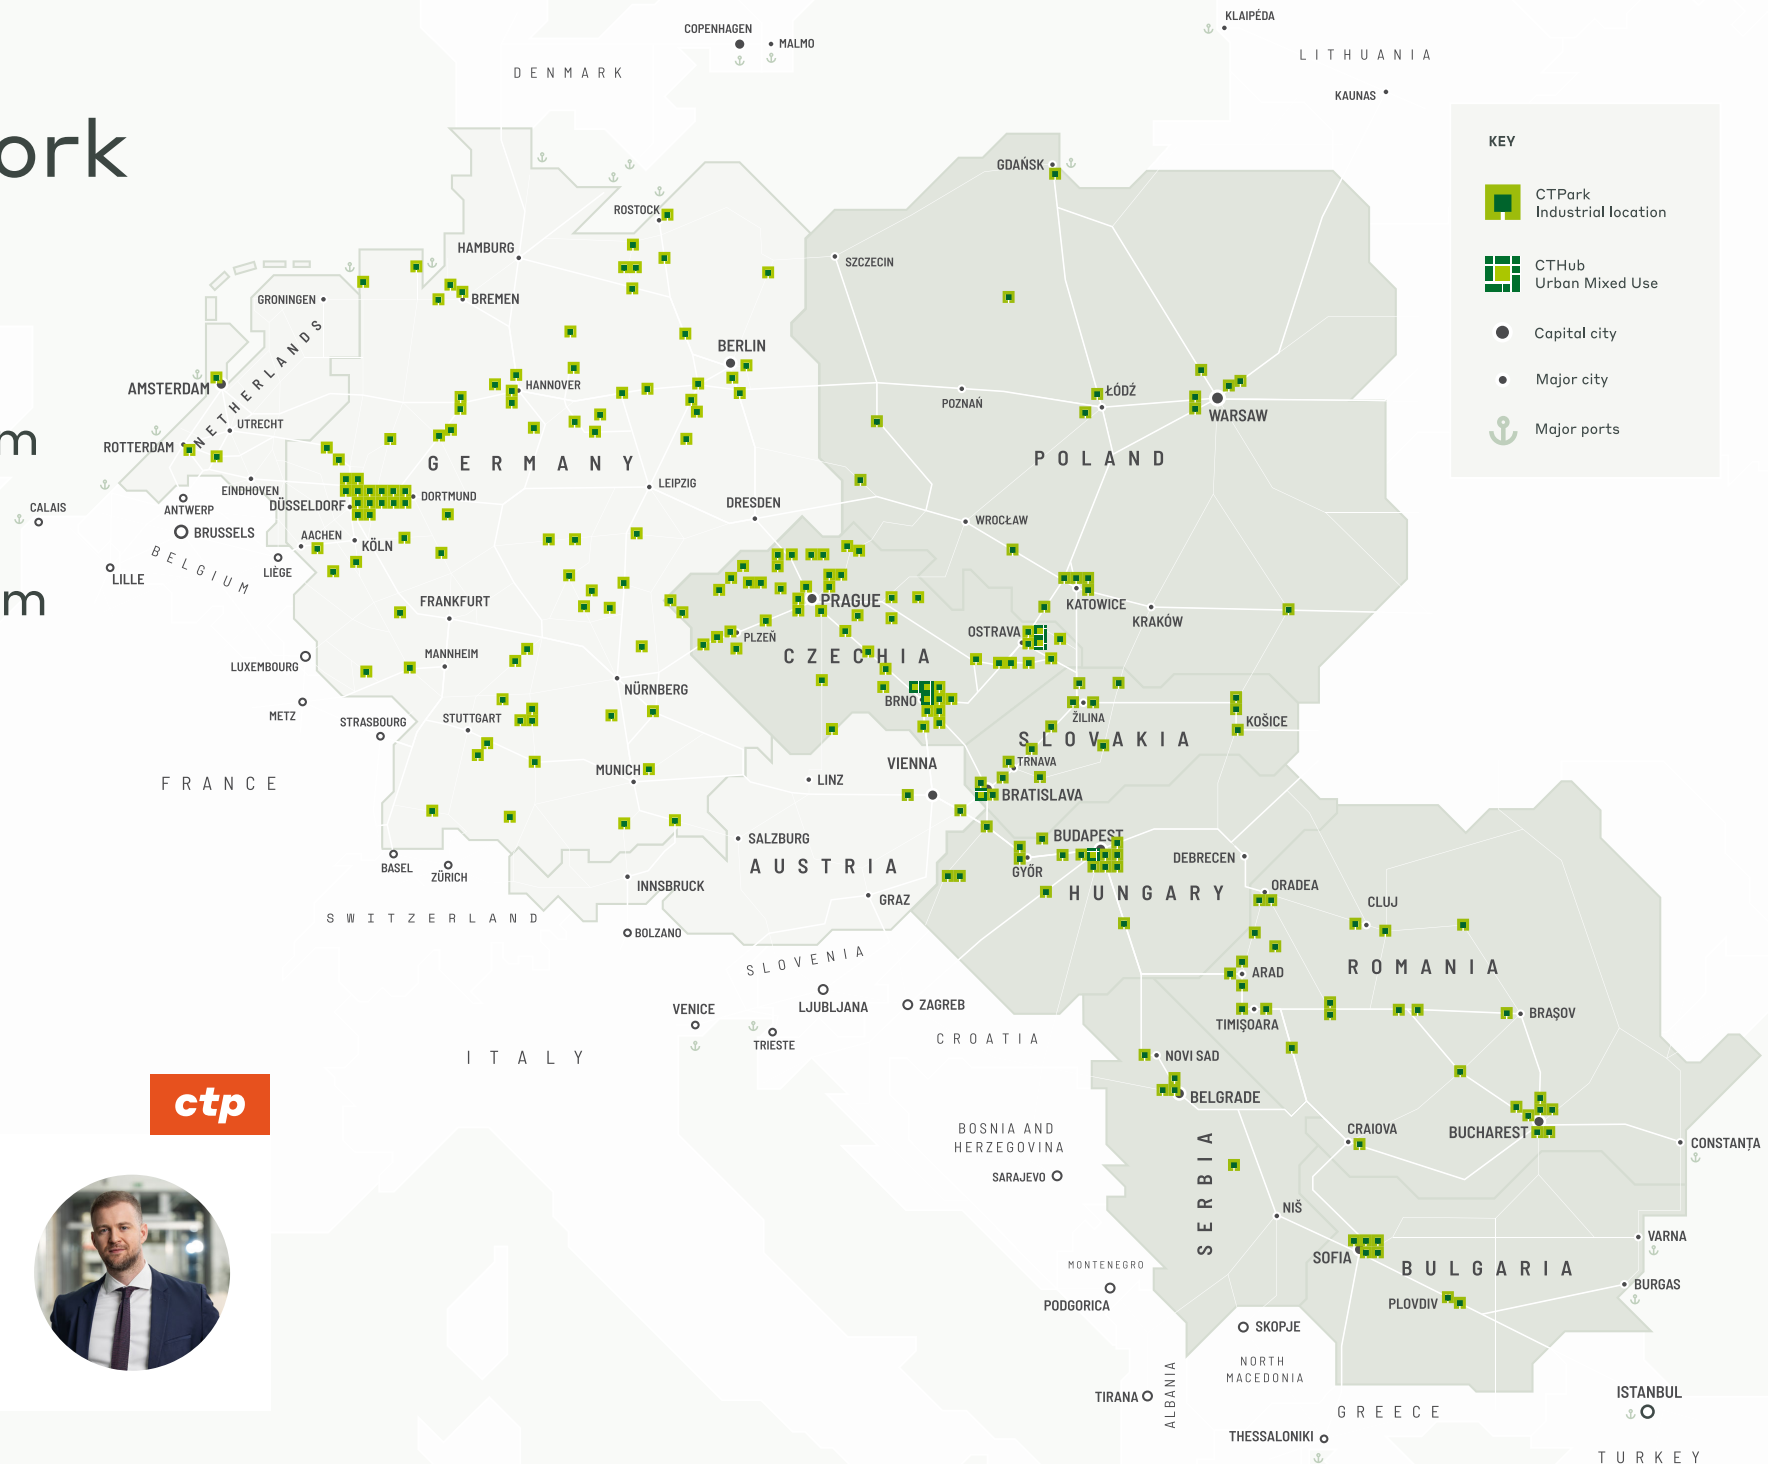 ork
m
m
COPENHAGEN
MALMO
DENMARK
KLAIPĖDA
LITHUANIA
KAUNAS
KEY
CTPark
Industrial location
CTHub
Urban Mixed Use
Capital city
Major city
Major ports
GDAŃSK
ROSTOCK
HAMBURG
SZCZECIN
GRONINGEN
BREMEN
NETHERLANDS
BERLIN
AMSTERDAM
HANNOVER
POZNAŃ
ŁÓDŹ
WARSAW
UTRECHT
ROTTERDAM
GERMANY
POLAND
EINDHOVEN
LEIPZIG
DORTMUND
DÜSSELDORF
DRESDEN
CALAIS
ANTWERP
BRUSSELS
WROCŁAW
AACHEN
KÖLN
BELGIUM
LIÈGE
LILLE
FRANKFURT
PRAGUE
KATOWICE
KRAKÓW
OSTRAVA
PLZEŇ
CZECHIA
LUXEMBOURG
MANNHEIM
NÜRNBERG
BRNO
METZ
STRASBOURG
STUTTGART
ŽILINA
KOŠICE
SLOVAKIA
VIENNA
TRNAVA
MUNICH
LINZ
FRANCE
BRATISLAVA
SALZBURG
BUDAPEST
DEBRECEN
BASEL
ZÜRICH
AUSTRIA
GYŐR
INNSBRUCK
HUNGARY
ORADEA
GRAZ
CLUJ
SWITZERLAND
BOLZANO
SLOVENIA
ROMANIA
ARAD
LJUBLJANA
ZAGREB
VENICE
TIMIȘOARA
BRAȘOV
TRIESTE
CROATIA
ITALY
NOVI SAD
BELGRADE
ctp
BOSNIA AND
HERZEGOVINA
CRAIOVA
BUCHAREST
CONSTANȚA
SARAJEVO
SERBIA
NIŠ
VARNA
SOFIA
MONTENEGRO
BULGARIA
BURGAS
PODGORICA
PLOVDIV
SKOPJE
NORTH
MACEDONIA
TIRANA
ALBANIA
ISTANBUL
GREECE
THESSALONIKI
TURKEY